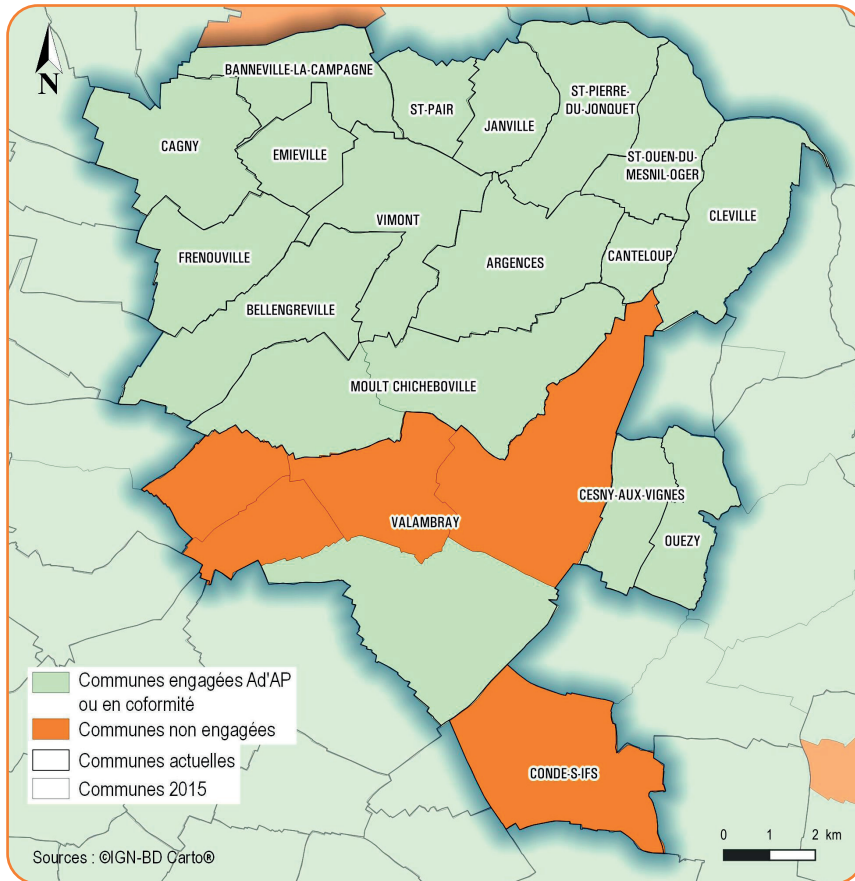 N
BANNEVILLE-LA-CAMPAGNE
ST-PAIR
JANVILLE
ST-PIERRE-
DU-JONQUET
CAGNY
EMIEVILLE
ST-OUEN-DU-
MESNIL-OGER
VIMONT
CLEVILLE
FRENOUVILLE
ARGENCES
CANTELOUP
BELLENGREVILLE
MOULT CHICHEBOVILLE
CESNY-AUX-VIGNES
VALAMBRAY
OUEZY
Communes engagées Ad'AP
ou en coformité
Communes non engagées
Communes actuelles
Communes 2015
CONDE-S-IFS
0 1 2 km
Sources : ©IGN-BD Carto®